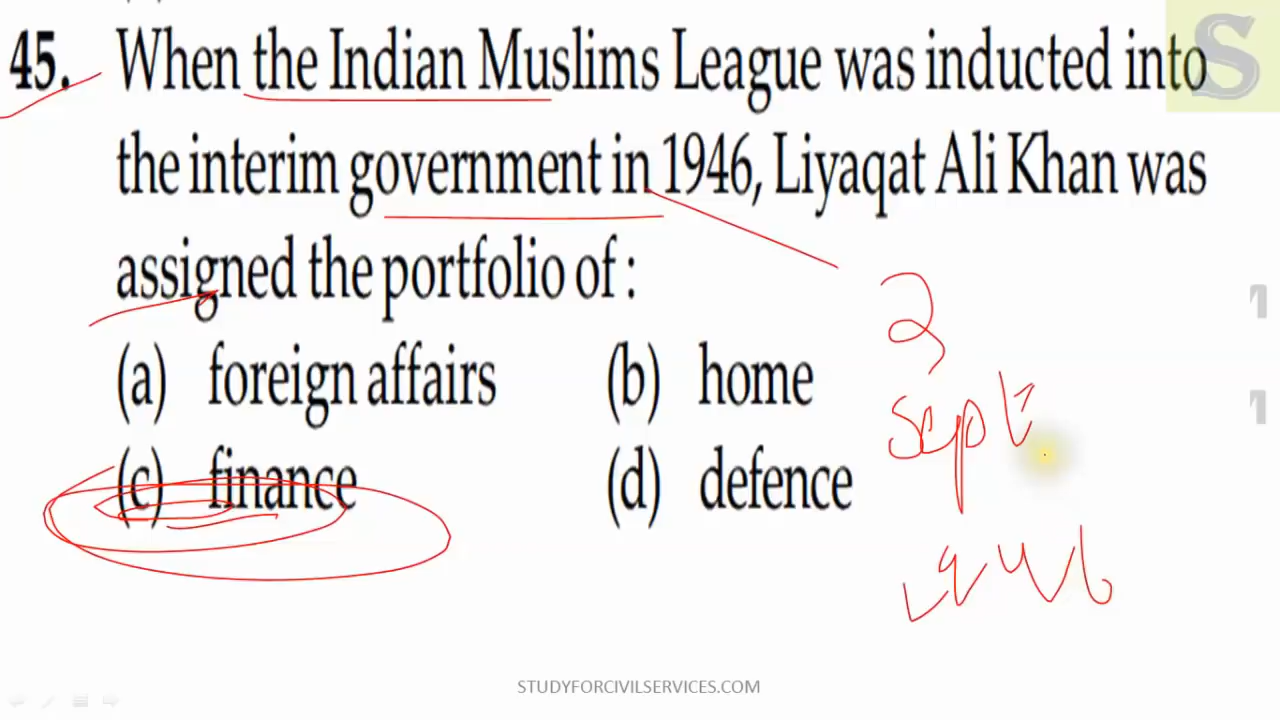 45. When the Indian Muslims League was inducted into
the interim government in 1946, Liyaqat Ali Khan was
assigned the portfolio of :
(a) foreign affairs (b) home
(c) finance (d) defence
2
Sept
1946
S
STUDYFORCIVILSERVICES.COM